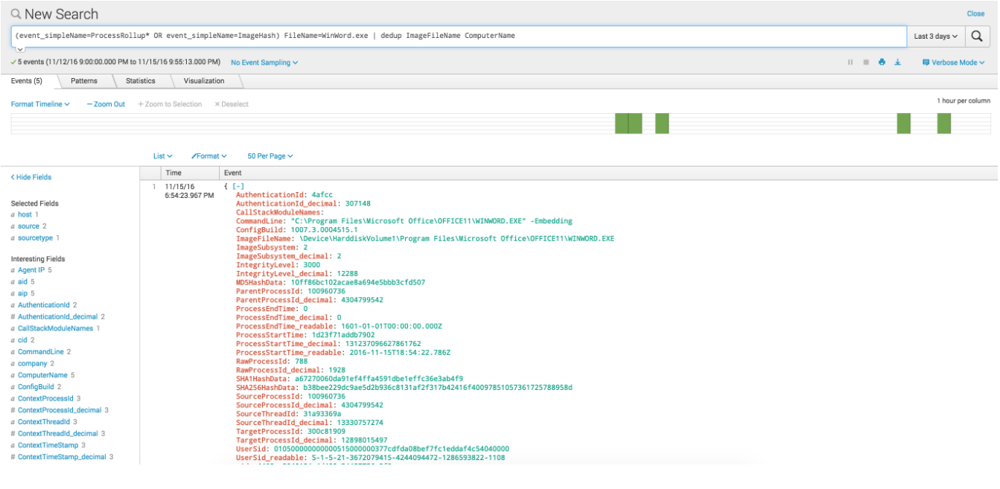 New Search
Close
(event_simpleName=ProcessRollup* OR event_simpleName=ImageHash) FileName=WinWord.exe | dedup ImageFileName ComputerName
Last 3 days
5 events (11/12/16 9:00:00.000 PM to 11/15/16 9:55:13.000 PM)
No Event Sampling
Verbose Mode
Events (5)
Patterns
Statistics
Visualization
Format Timeline
— Zoom Out
+ Zoom to Selection
× Deselect
1 hour per column
List
Format
50 Per Page
< Hide Fields
Selected Fields
a host 1
a source 2
a sourcetype 1
Interesting Fields
a Agent IP 5
a aid 5
a aip 5
a AuthenticationId 2
# AuthenticationId_decimal 2
a CallStackModuleNames 1
a cid 2
a CommandLine 2
a company 2
a ComputerName 5
a ConfigBuild 2
a ContextProcessId 3
# ContextProcessId_decimal 3
a ContextThreadId 3
# ContextThreadId_decimal 3
a ContextTimeStamp 3
# ContextTimeStamp_decimal 3
Time
Event
1
11/15/16
6:54:23.967 PM
{ [-]
AuthenticationId: 4afcc
AuthenticationId_decimal: 307148
CallStackModuleNames:
CommandLine: "C:\Program Files\Microsoft Office\OFFICE11\WINWORD.EXE" -Embedding
ConfigBuild: 1007.3.0004515.1
ImageFileName: \Device\HarddiskVolume1\Program Files\Microsoft Office\OFFICE11\WINWORD.EXE
ImageSubsystem: 2
ImageSubsystem_decimal: 2
IntegrityLevel: 3000
IntegrityLevel_decimal: 12288
MD5HashData: 10ff86bc102acae8a694e5bbb3cfd507
ParentProcessId: 100960736
ParentProcessId_decimal: 4304799542
ProcessEndTime: 0
ProcessEndTime_decimal: 0
ProcessEndTime_readable: 1601-01-01T00:00:00.000Z
ProcessStartTime: 1d23f71addb7902
ProcessStartTime_decimal: 131237096627861762
ProcessStartTime_readable: 2016-11-15T18:54:22.786Z
RawProcessId: 788
RawProcessId_decimal: 1928
SHA1HashData: a67270060da91ef4ffa4591dbe1effc36e3ab4f9
SHA256HashData: b38bee229dc9ae5d2b936c8131af2f317b42416f40097851057361725788958d
SourceProcessId: 100960736
SourceProcessId_decimal: 4304799542
SourceThreadId: 31a93369a
SourceThreadId_decimal: 13330757274
TargetProcessId: 300c81909
TargetProcessId_decimal: 12898015497
UserSid: 010500000000000515000000377cdfda08bef7fc1eddaf4c54040000
UserSid_readable: S-1-5-21-3672079415-4244094472-1286593822-1108